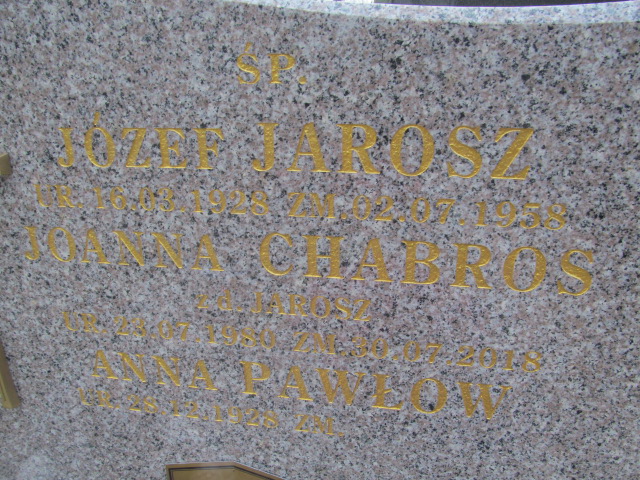 ŚP.
JÓZEF JAROSZ
UR. 16.03.1928 ZM. 02.07.1958
JOANNA CHABROS
z d. JAROSZ
UR. 23.07.1980 ZM. 30.07.2018
ANNA PAWŁOW
UR. 28.12.1928 ZM.